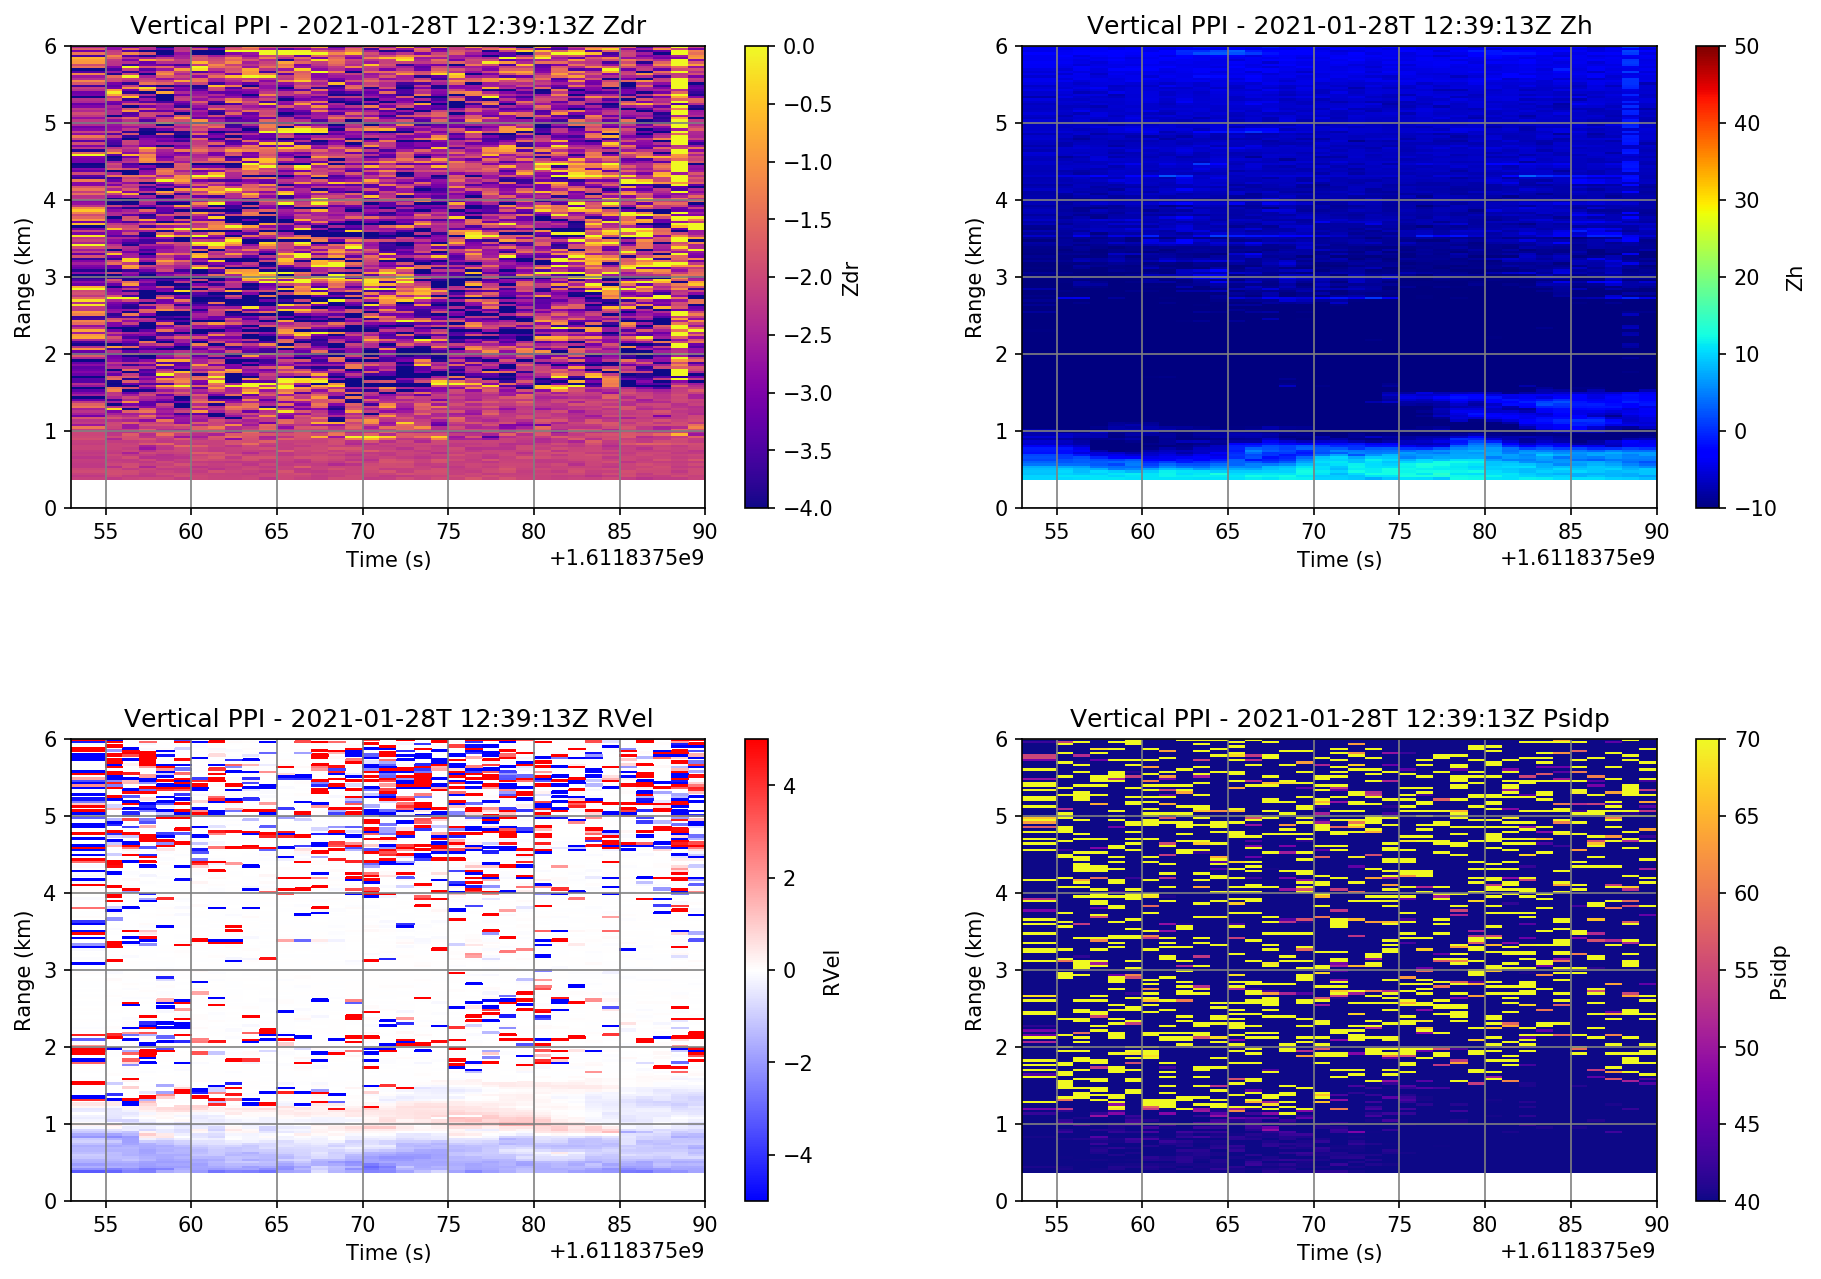 Vertical PPI - 2021-01-28T 12:39:13Z Zdr
6
5
4
3
2
1
0
Range (km)
55 60 65 70 75 80 85 90
Time (s)
+1.6118375e9
0.0
−0.5
−1.0
−1.5
−2.0
−2.5
−3.0
−3.5
−4.0
Zdr
Vertical PPI - 2021-01-28T 12:39:13Z Zh
6
5
4
3
2
1
0
Range (km)
55 60 65 70 75 80 85 90
Time (s)
+1.6118375e9
50
40
30
20
10
0
−10
Zh
Vertical PPI - 2021-01-28T 12:39:13Z RVel
6
5
4
3
2
1
0
Range (km)
55 60 65 70 75 80 85 90
Time (s)
+1.6118375e9
4
2
0
−2
−4
RVel
Vertical PPI - 2021-01-28T 12:39:13Z Psidp
6
5
4
3
2
1
0
Range (km)
55 60 65 70 75 80 85 90
Time (s)
+1.6118375e9
70
65
60
55
50
45
40
Psidp